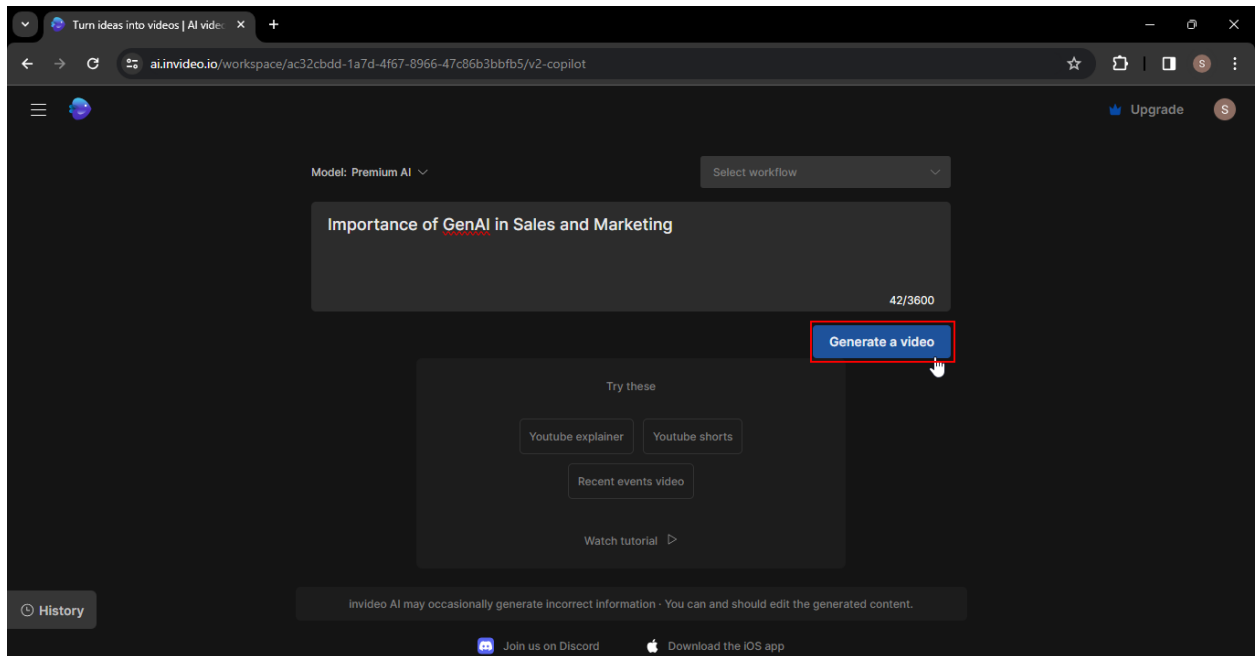 Turn ideas into videos | AI vide
ai.invideo.io/workspace/ac32cbdd-1a7d-4f67-8966-47c86b3bbfb5/v2-copilot
S
Upgrade
S
Model: Premium AI
Select workflow
Importance of GenAI in Sales and Marketing
42/3600
Generate a video
Try these
Youtube explainer
Youtube shorts
Recent events video
Watch tutorial
History
invideo AI may occasionally generate incorrect information · You can and should edit the generated content.
Join us on Discord
Download the iOS app